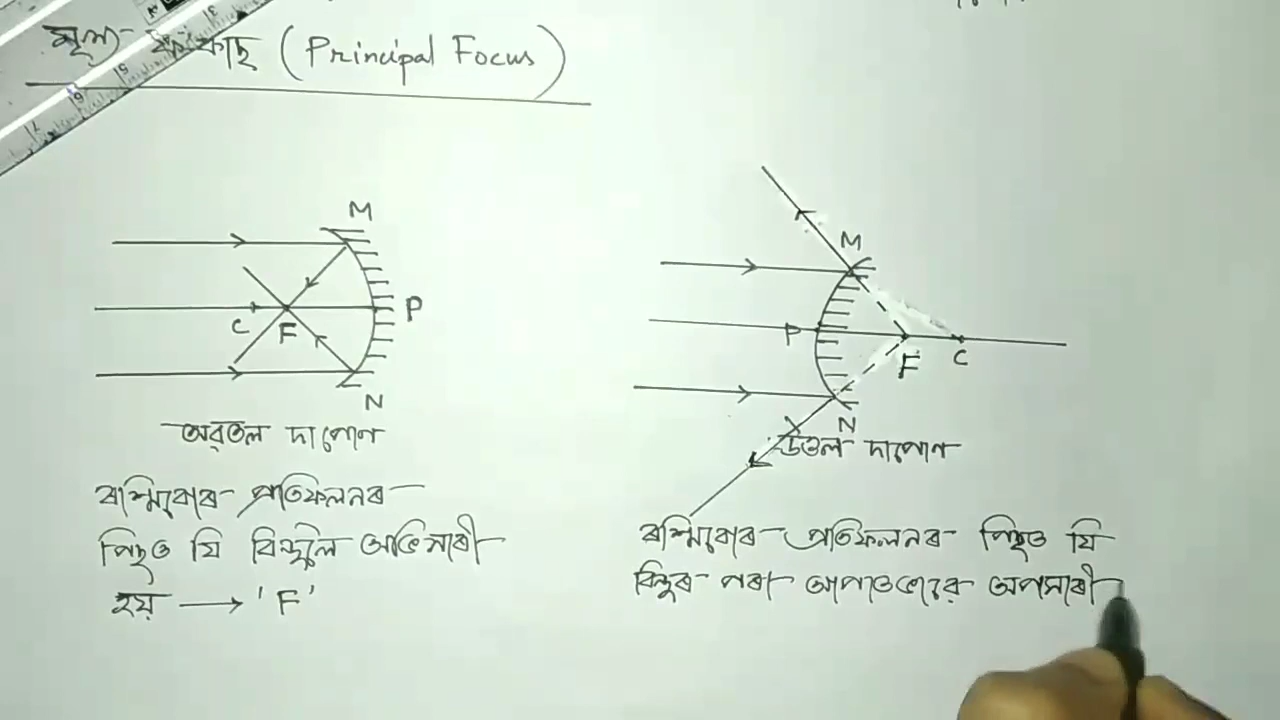 মূখ্য ফ'কাছ (Principal Focus)
M
C F P
N
অৱতল দাপোণ
ৰশ্মিবোৰ প্ৰতিফলনৰ
পিছত যি বিন্দুলৈ অভিসাৰী
হয় → 'F'
M
P F C
N
উত্তল দাপোণ
ৰশ্মিবোৰ প্ৰতিফলনৰ পিছত যি
বিন্দুৰ পৰা আপাতভাৱে অপসাৰী